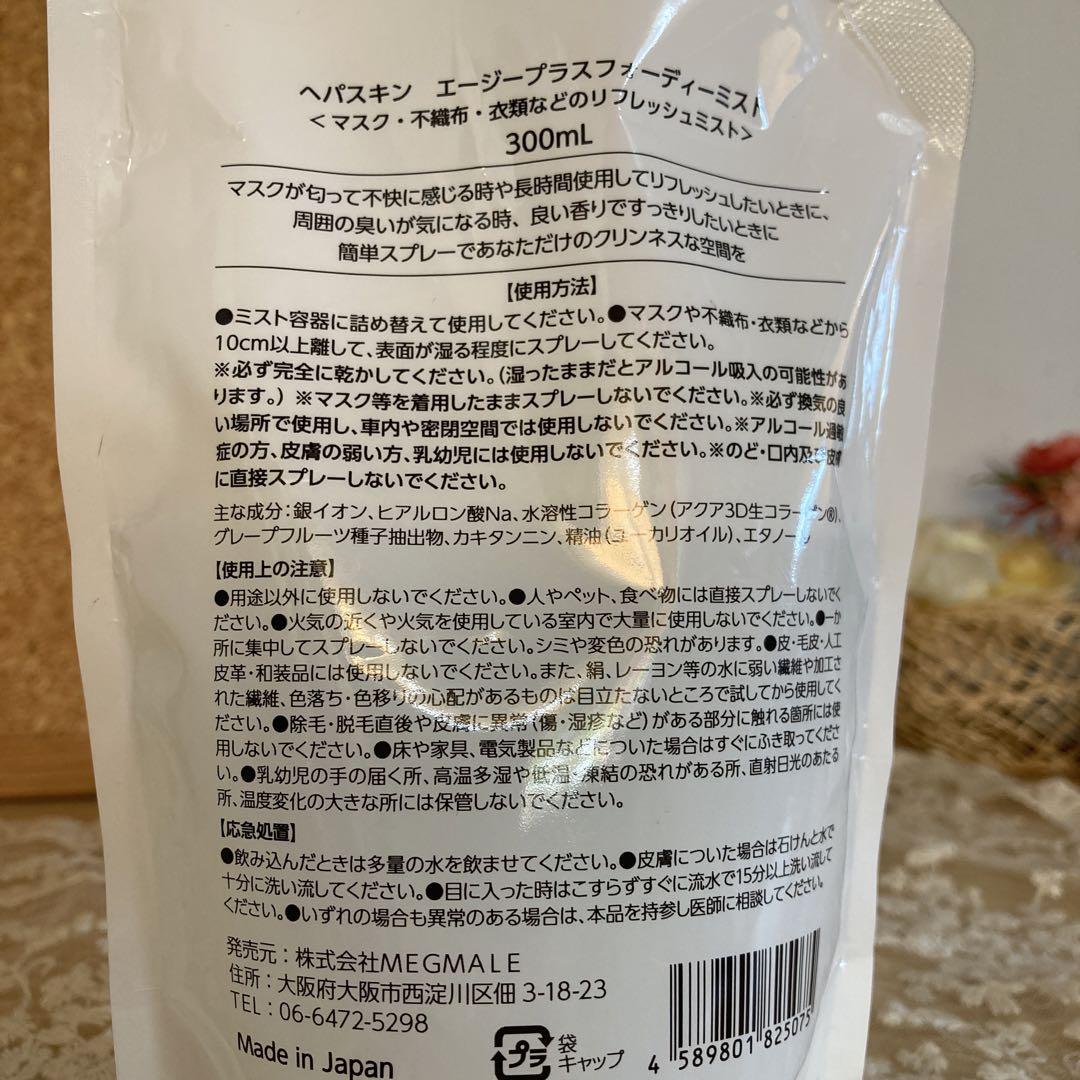 ヘパスキン エージープラスフォーディーミスト
<マスク・不織布・衣類などのリフレッシュミスト>
300mL
マスクが匂って不快に感じる時や長時間使用してリフレッシュしたいときに、
周囲の臭いが気になる時、良い香りですっきりしたいときに
簡単スプレーであなただけのクリンネスな空間を
【使用方法】
●ミスト容器に詰め替えて使用してください。●マスクや不織布・衣類などから
10cm以上離して、表面が湿る程度にスプレーしてください。
※必ず完全に乾かしてください。(湿ったままだとアルコール吸入の可能性があ
ります。)※マスク等を着用したままスプレーしないでください。※必ず換気の良
い場所で使用し、車内や密閉空間では使用しないでください。※アルコール過敏
症の方、皮膚の弱い方、乳幼児には使用しないでください。※のど・口内及び皮膚
に直接スプレーしないでください。
主な成分:銀イオン、ヒアルロン酸Na、水溶性コラーゲン(アクア3D生コラーゲン®)、
グレープフルーツ種子抽出物、カキタンニン、精油(ユーカリオイル)、エタノール
【使用上の注意】
●用途以外に使用しないでください。●人やペット、食べ物には直接スプレーしないでく
ださい。●火気の近くや火気を使用している室内で大量に使用しないでください。●一か
所に集中してスプレーしないでください。シミや変色の恐れがあります。●皮・毛皮・人工
皮革・和装品には使用しないでください。また、絹、レーヨン等の水に弱い繊維や加工さ
れた繊維、色落ち・色移りの心配があるものは目立たないところで試してから使用してく
ださい。●除毛・脱毛直後や皮膚に異常(傷・湿疹など)がある部分に触れる箇所には使
用しないでください。●床や家具、電気製品などについた場合はすぐにふき取ってくださ
い。●乳幼児の手の届く所、高温多湿や低温・凍結の恐れがある所、直射日光のあたる
所、温度変化の大きな所には保管しないでください。
【応急処置】
●飲み込んだときは多量の水を飲ませてください。●皮膚についた場合は石けんと水で
十分に洗い流してください。●目に入った時はこすらずすぐに流水で15分以上洗い流して
ください。●いずれの場合も異常のある場合は、本品を持参し医師に相談してください。
発売元:株式会社MEGMALE
住所:大阪府大阪市西淀川区佃 3-18-23
TEL:06-6472-5298
Made in Japan
プラ
袋
キャップ
4 589801 825075